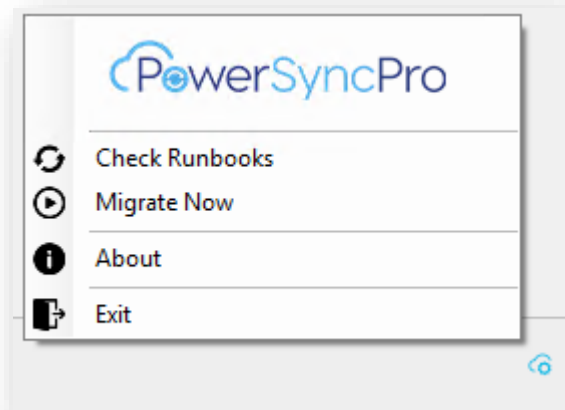 PowerSyncPro
Check Runbooks
Migrate Now
About
Exit